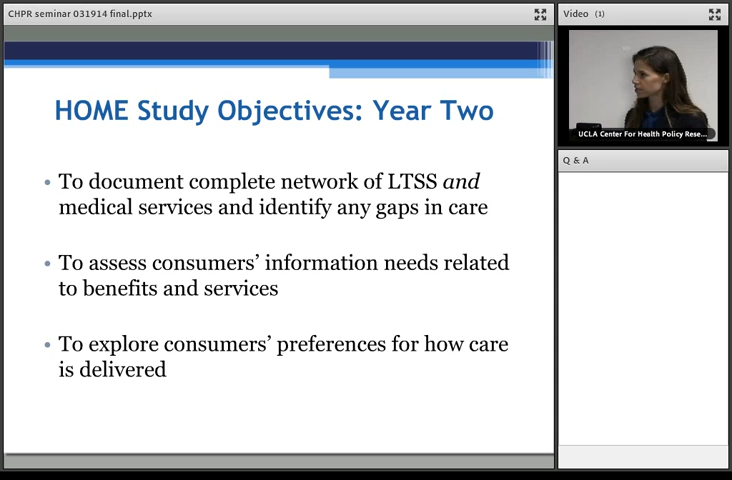 CHPR seminar 031914 final.pptx
Video (1)
HOME Study Objectives: Year Two
• To document complete network of LTSS and
medical services and identify any gaps in care
• To assess consumers’ information needs related
to benefits and services
• To explore consumers’ preferences for how care
is delivered
UCLA Center For Health Policy Rese...
Q & A